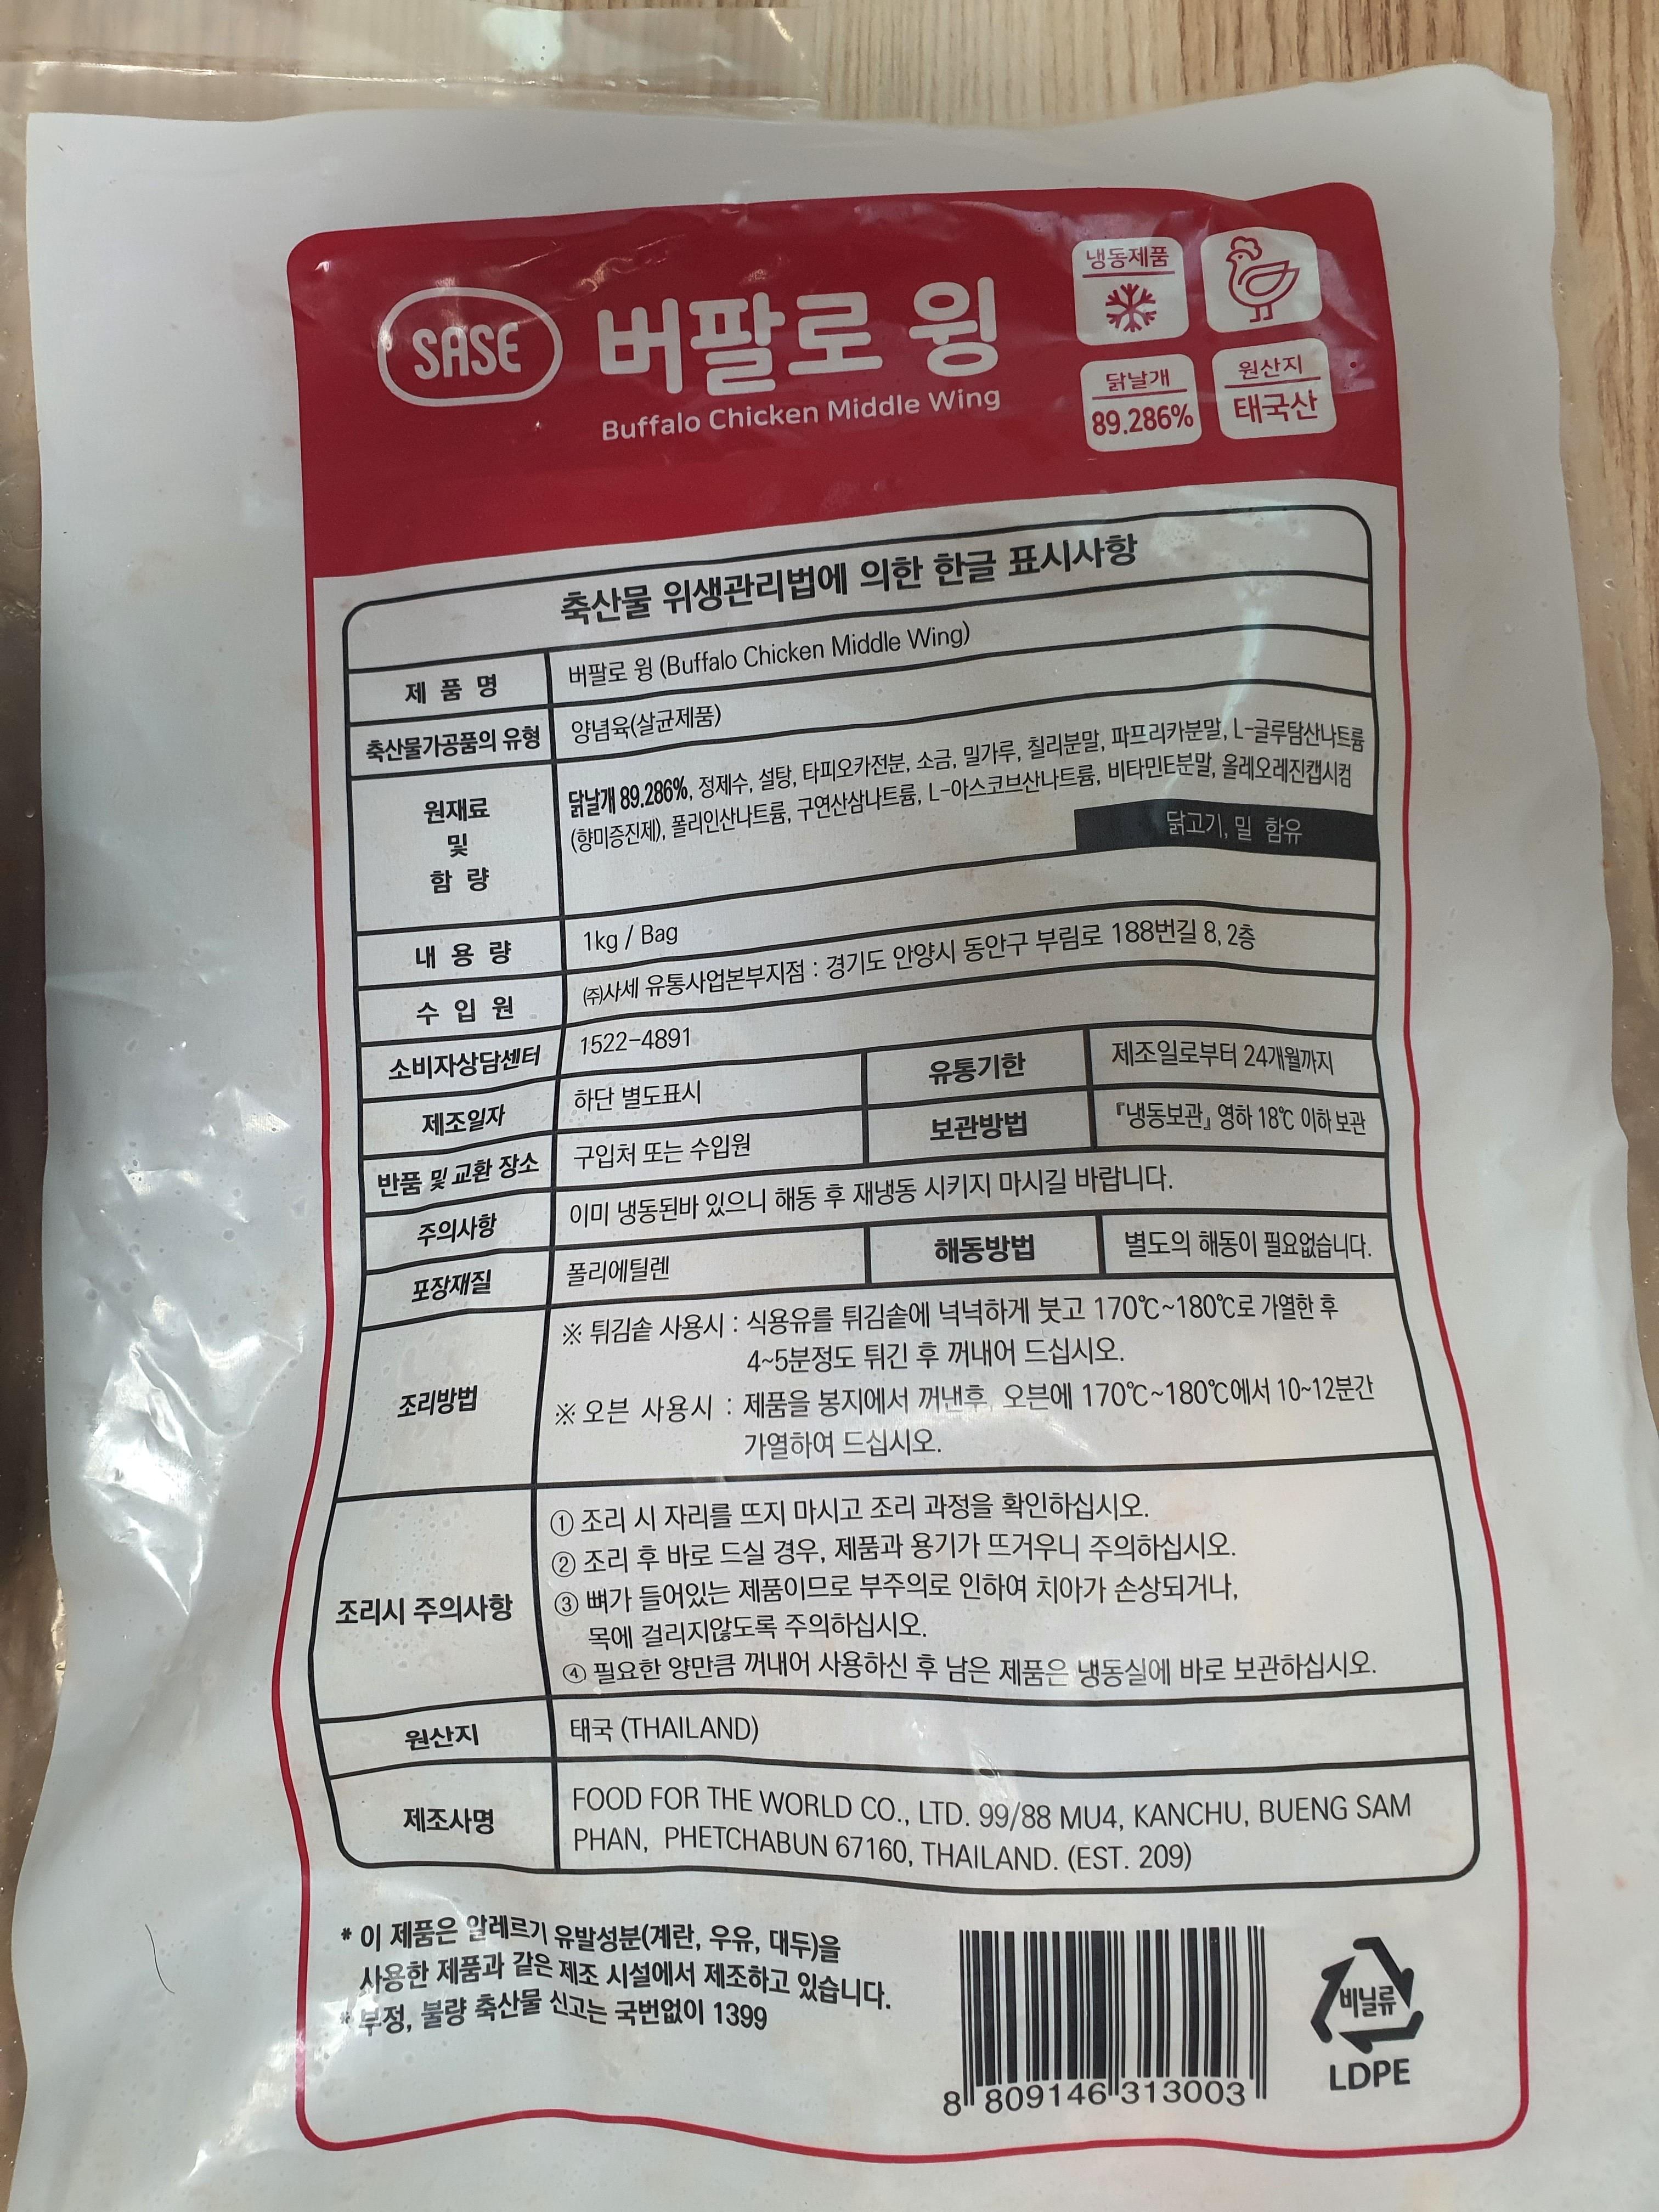 SASE
버팔로 윙
Buffalo Chicken Middle Wing
냉동제품
닭날개
89.286%
원산지
태국산
축산물 위생관리법에 의한 한글 표시사항
제 품 명
버팔로 윙 (Buffalo Chicken Middle Wing)
축산물가공품의 유형
양념육(살균제품)
원재료
및
함 량
닭날개 89.286%, 정제수, 설탕, 타피오카전분, 소금, 밀가루, 칠리분말, 파프리카분말, L-글루탐산나트륨
(향미증진제), 폴리인산나트륨, 구연산삼나트륨, L-아스코브산나트륨, 비타민E분말, 올레오레진캡시컴
닭고기, 밀 함유
내 용 량
1kg / Bag
수 입 원
㈜사세 유통사업본부지점 : 경기도 안양시 동안구 부림로 188번길 8, 2층
소비자상담센터
1522-4891
제조일자
하단 별도표시
유통기한
제조일로부터 24개월까지
반품 및 교환 장소
구입처 또는 수입원
보관방법
『냉동보관』 영하 18℃ 이하 보관
주의사항
이미 냉동된바 있으니 해동 후 재냉동 시키지 마시길 바랍니다.
포장재질
폴리에틸렌
해동방법
별도의 해동이 필요없습니다.
조리방법
※ 튀김솥 사용시 : 식용유를 튀김솥에 넉넉하게 붓고 170℃~180℃로 가열한 후
4~5분정도 튀긴 후 꺼내어 드십시오.
※ 오븐 사용시 : 제품을 봉지에서 꺼낸후, 오븐에 170℃~180℃에서 10~12분간
가열하여 드십시오.
조리시 주의사항
① 조리 시 자리를 뜨지 마시고 조리 과정을 확인하십시오.
② 조리 후 바로 드실 경우, 제품과 용기가 뜨거우니 주의하십시오.
③ 뼈가 들어있는 제품이므로 부주의로 인하여 치아가 손상되거나,
목에 걸리지않도록 주의하십시오.
④ 필요한 양만큼 꺼내어 사용하신 후 남은 제품은 냉동실에 바로 보관하십시오.
원산지
태국 (THAILAND)
제조사명
FOOD FOR THE WORLD CO., LTD. 99/88 MU4, KANCHU, BUENG SAM
PHAN, PHETCHABUN 67160, THAILAND. (EST. 209)
* 이 제품은 알레르기 유발성분(계란, 우유, 대두)을
사용한 제품과 같은 제조 시설에서 제조하고 있습니다.
* 부정, 불량 축산물 신고는 국번없이 1399
8 809146 313003
비닐류
LDPE